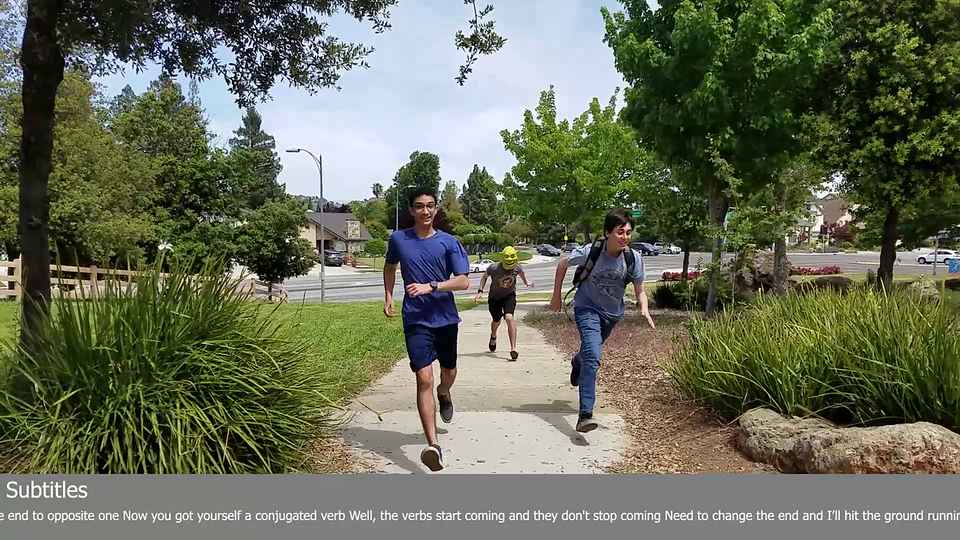 Subtitles
e end to opposite one Now you got yourself a conjugated verb Well, the verbs start coming and they don't stop coming Need to change the end and I'll hit the ground runnin